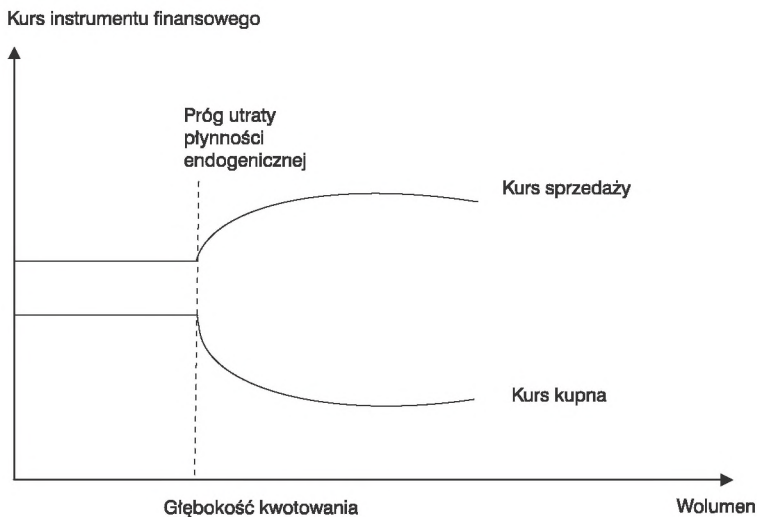 Kurs instrumentu finansowego
Próg utraty
płynności
endogenicznej
Kurs sprzedaży
Kurs kupna
Głębokość kwotowania
Wolumen